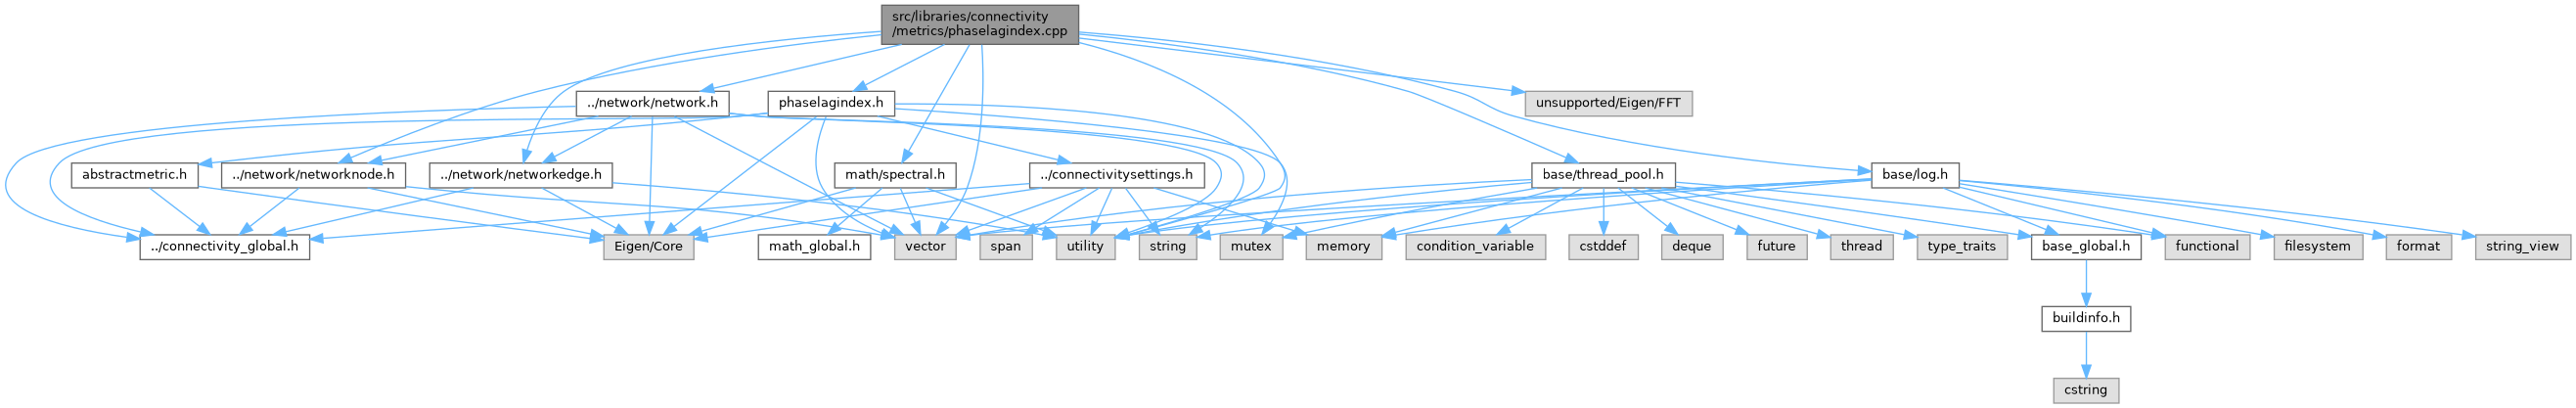 src/libraries/connectivity
/metrics/phaselagindex.cpp
../network/network.h
phaselagindex.h
unsupported/Eigen/FFT
abstractmetric.h
../network/networknode.h
../network/networkedge.h
math/spectral.h
../connectivitysettings.h
base/thread_pool.h
base/log.h
../connectivity_global.h
Eigen/Core
math_global.h
vector
span
utility
string
mutex
memory
condition_variable
cstddef
deque
future
thread
type_traits
base_global.h
functional
filesystem
format
string_view
buildinfo.h
cstring